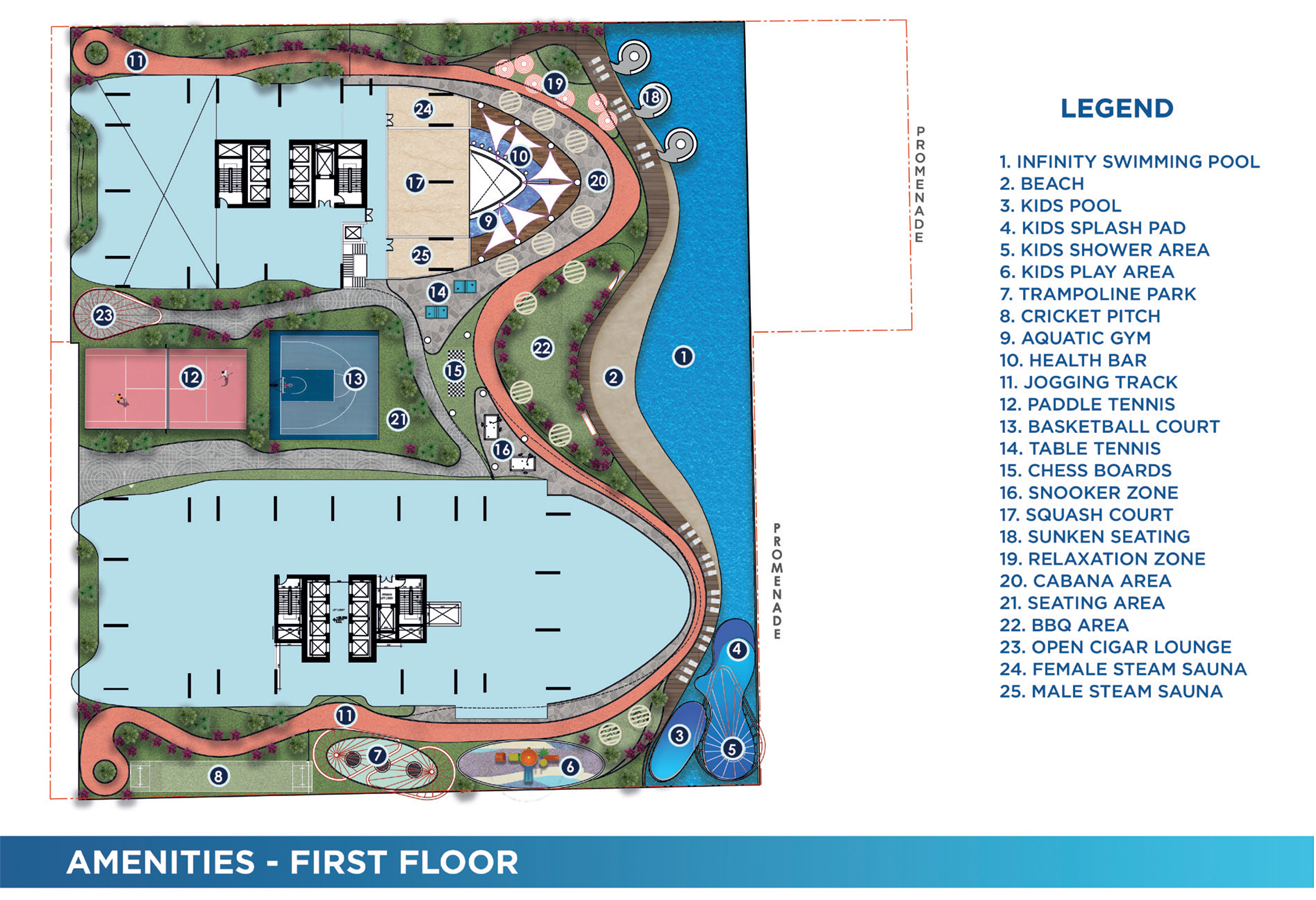 11
19
18
24
10
17
20
9
25
PROMENADE
14
23
22
1
15
12
13
2
21
16
PROMENADE
4
11
3
5
7
6
8
LEGEND
1. INFINITY SWIMMING POOL
2. BEACH
3. KIDS POOL
4. KIDS SPLASH PAD
5. KIDS SHOWER AREA
6. KIDS PLAY AREA
7. TRAMPOLINE PARK
8. CRICKET PITCH
9. AQUATIC GYM
10. HEALTH BAR
11. JOGGING TRACK
12. PADDLE TENNIS
13. BASKETBALL COURT
14. TABLE TENNIS
15. CHESS BOARDS
16. SNOOKER ZONE
17. SQUASH COURT
18. SUNKEN SEATING
19. RELAXATION ZONE
20. CABANA AREA
21. SEATING AREA
22. BBQ AREA
23. OPEN CIGAR LOUNGE
24. FEMALE STEAM SAUNA
25. MALE STEAM SAUNA
AMENITIES - FIRST FLOOR